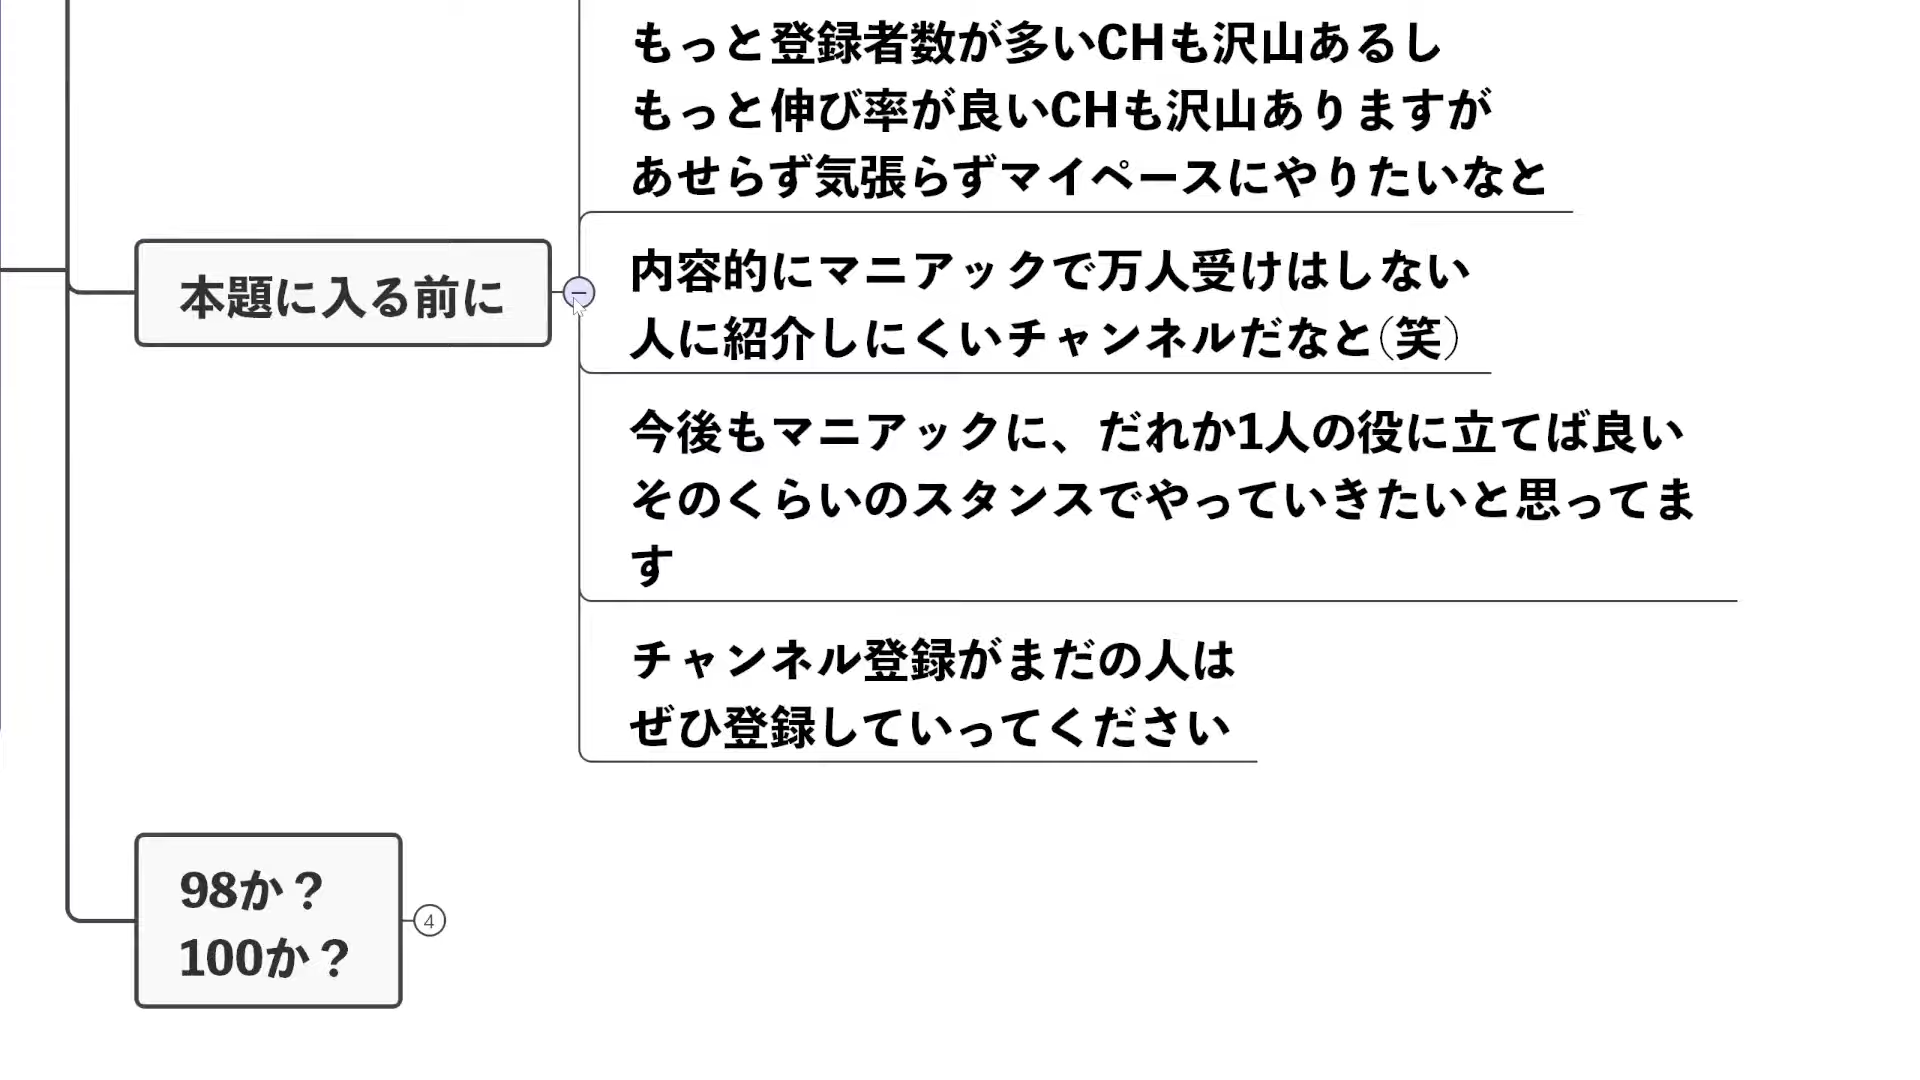 もっと登録者数が多いCHも沢山あるし
もっと伸び率が良いCHも沢山ありますが
あせらず気張らずマイペースにやりたいなと
本題に入る前に
内容的にマニアックで万人受けはしない
人に紹介しにくいチャンネルだなと(笑)
今後もマニアックに、だれか1人の役に立てば良い
そのくらいのスタンスでやっていきたいと思ってま
す
チャンネル登録がまだの人は
ぜひ登録していってください
98か？
100か？
4